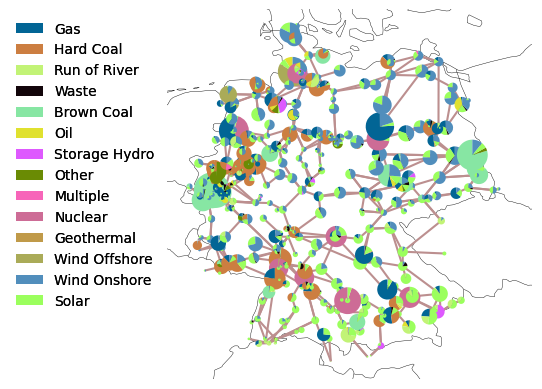 Gas
Hard Coal
Run of River
Waste
Brown Coal
Oil
Storage Hydro
Other
Multiple
Nuclear
Geothermal
Wind Offshore
Wind Onshore
Solar